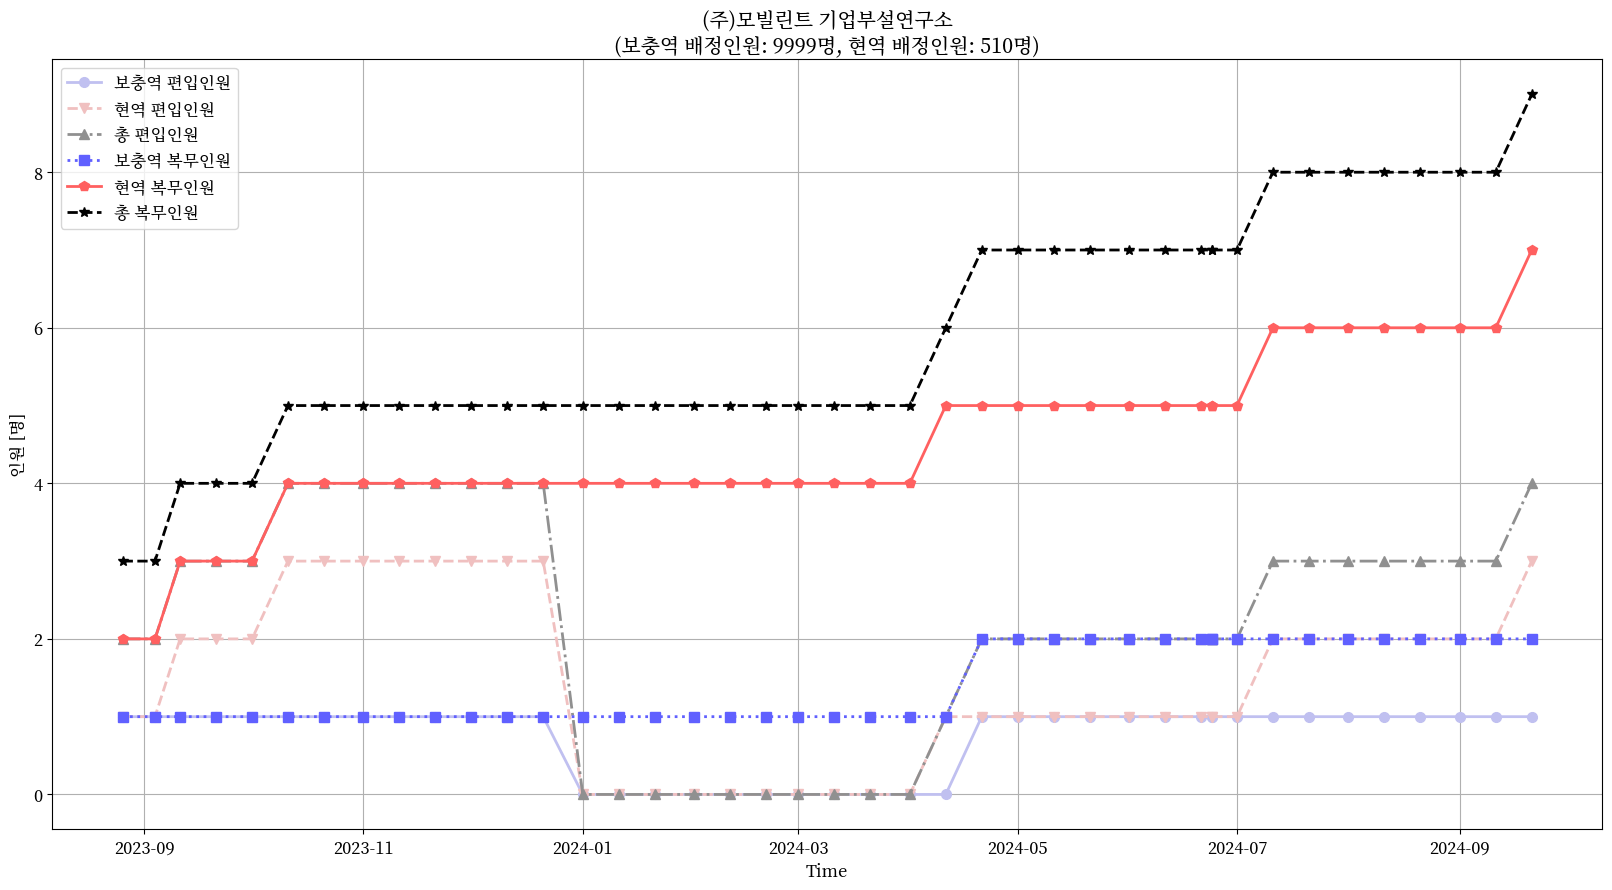 (주)모빌린트 기업부설연구소
(보충역 배정인원: 9999명, 현역 배정인원: 510명)
보충역 편입인원
현역 편입인원
총 편입인원
보충역 복무인원
현역 복무인원
총 복무인원
인원 [명]
8
6
4
2
0
2023-09
2023-11
2024-01
2024-03
2024-05
2024-07
2024-09
Time